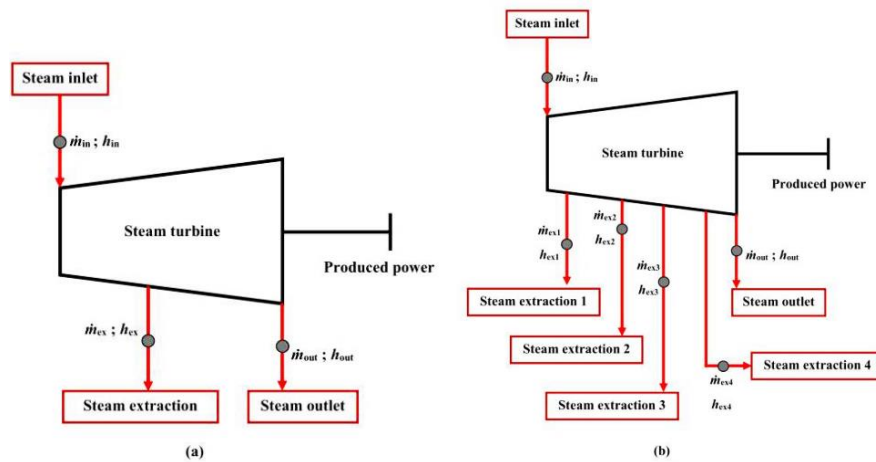 Steam inlet
ṁin ; hin
Steam turbine
Produced power
ṁex ; hex
ṁout ; hout
Steam extraction
Steam outlet
(a)
Steam inlet
ṁin ; hin
Steam turbine
Produced power
ṁex1
hex1
ṁex2
hex2
ṁex3
hex3
ṁout ; hout
Steam extraction 1
Steam outlet
Steam extraction 2
Steam extraction 4
ṁex4
hex4
Steam extraction 3
(b)